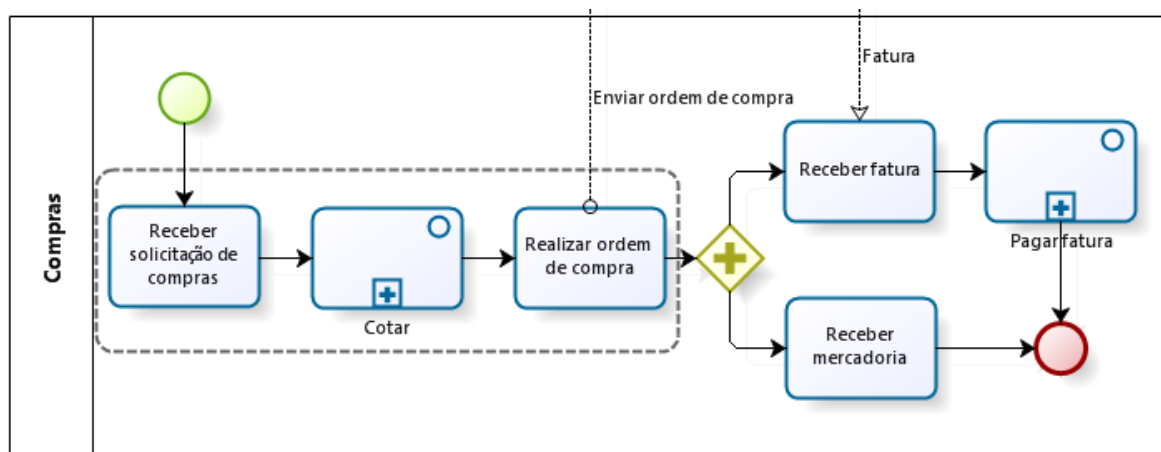 Compras
Receber
solicitação de
compras
Cotar
Realizar ordem
de compra
Enviar ordem de compra
Fatura
Receber fatura
Pagar fatura
Receber
mercadoria